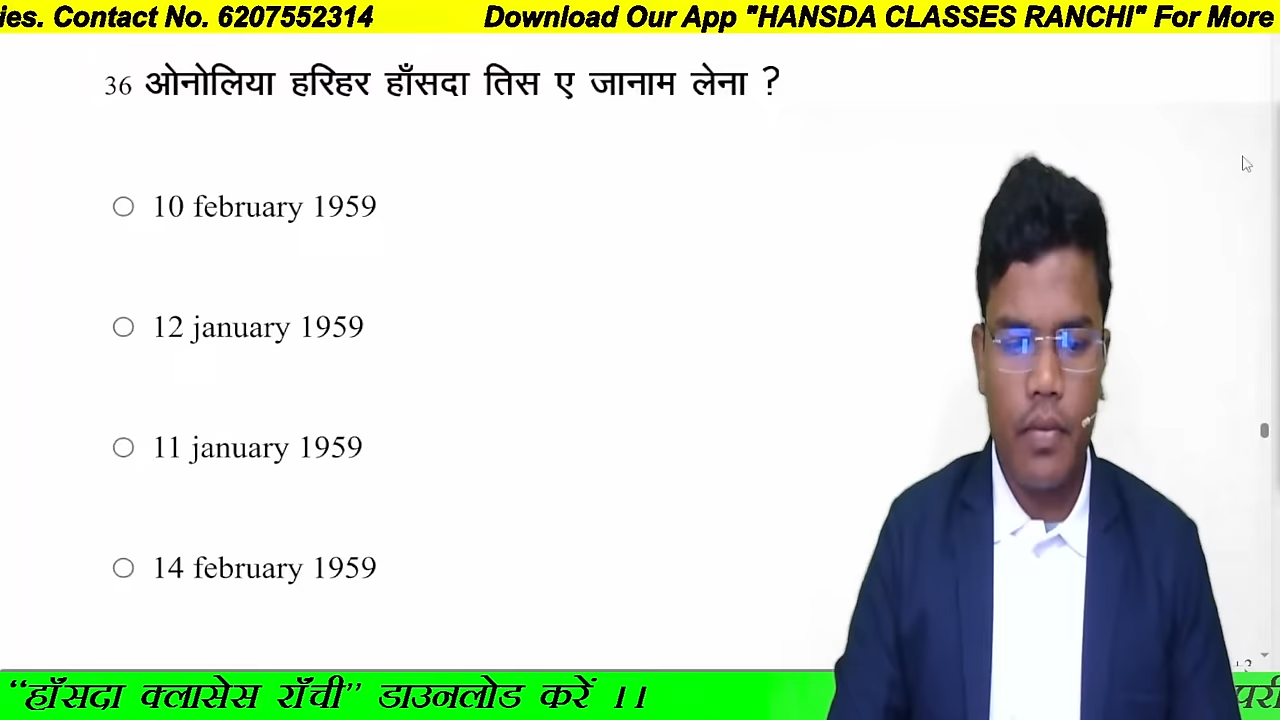 ies. Contact No. 6207552314 Download Our App "HANSDA CLASSES RANCHI" For More
36 ओनोलिया हरिहर हाँसदा तिस ए जानाम लेना ?
10 february 1959
12 january 1959
11 january 1959
14 february 1959
“हाँसदा क्लासेस राँची” डाउनलोड करें ।। परी